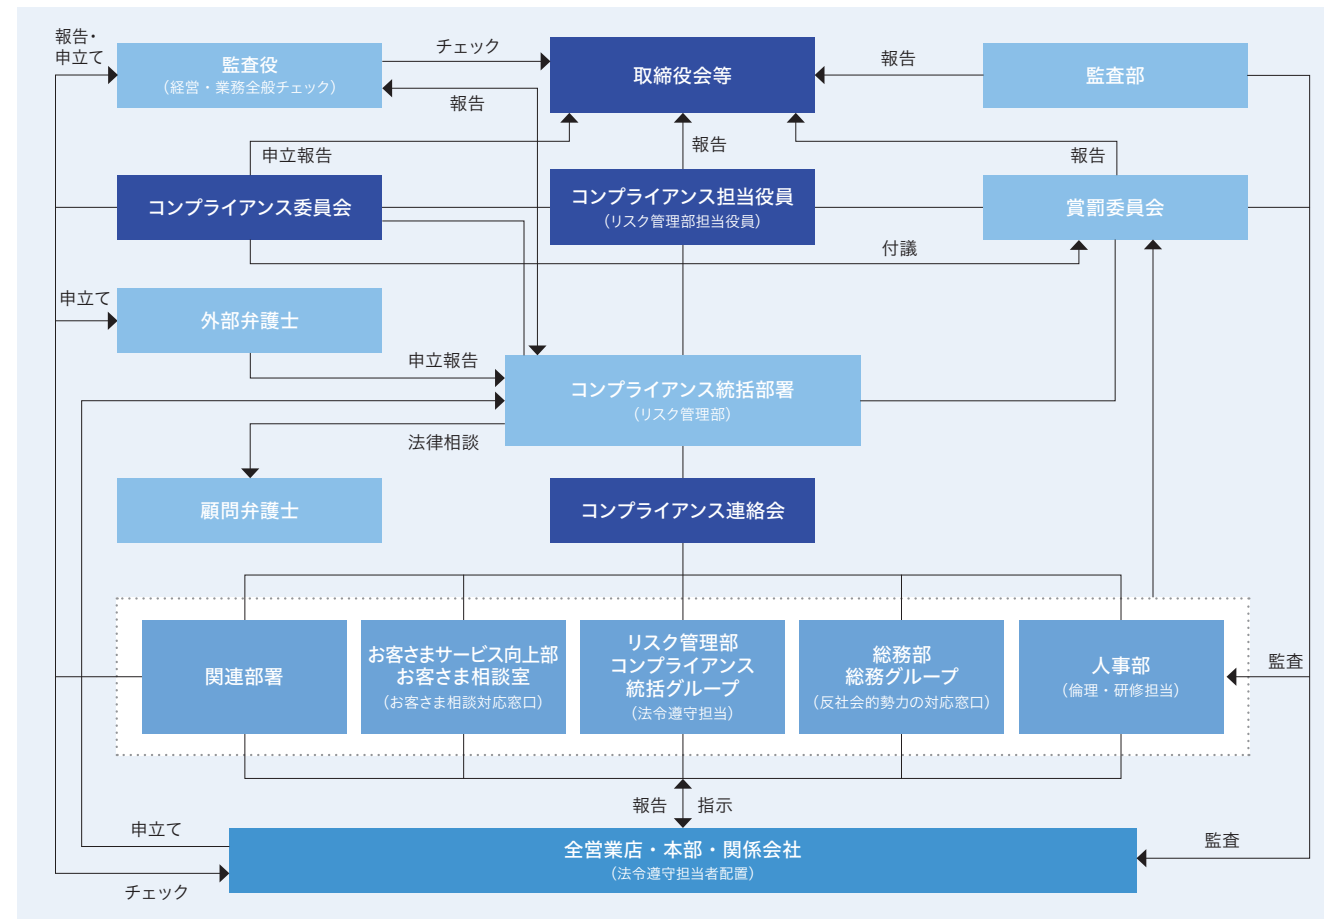 報告・
申立て
監査役
（経営・業務全般チェック）
チェック
報告
取締役会等
報告
監査部
申立報告
報告
報告
コンプライアンス委員会
コンプライアンス担当役員
（リスク管理部担当役員）
賞罰委員会
付議
申立て
外部弁護士
申立報告
コンプライアンス統括部署
（リスク管理部）
法律相談
顧問弁護士
コンプライアンス連絡会
関連部署
お客さまサービス向上部
お客さま相談室
（お客さま相談対応窓口）
リスク管理部
コンプライアンス
統括グループ
（法令遵守担当）
総務部
総務グループ
（反社会的勢力の対応窓口）
人事部
（倫理・研修担当）
監査
報告
指示
申立て
全営業店・本部・関係会社
（法令遵守担当者配置）
監査
チェック